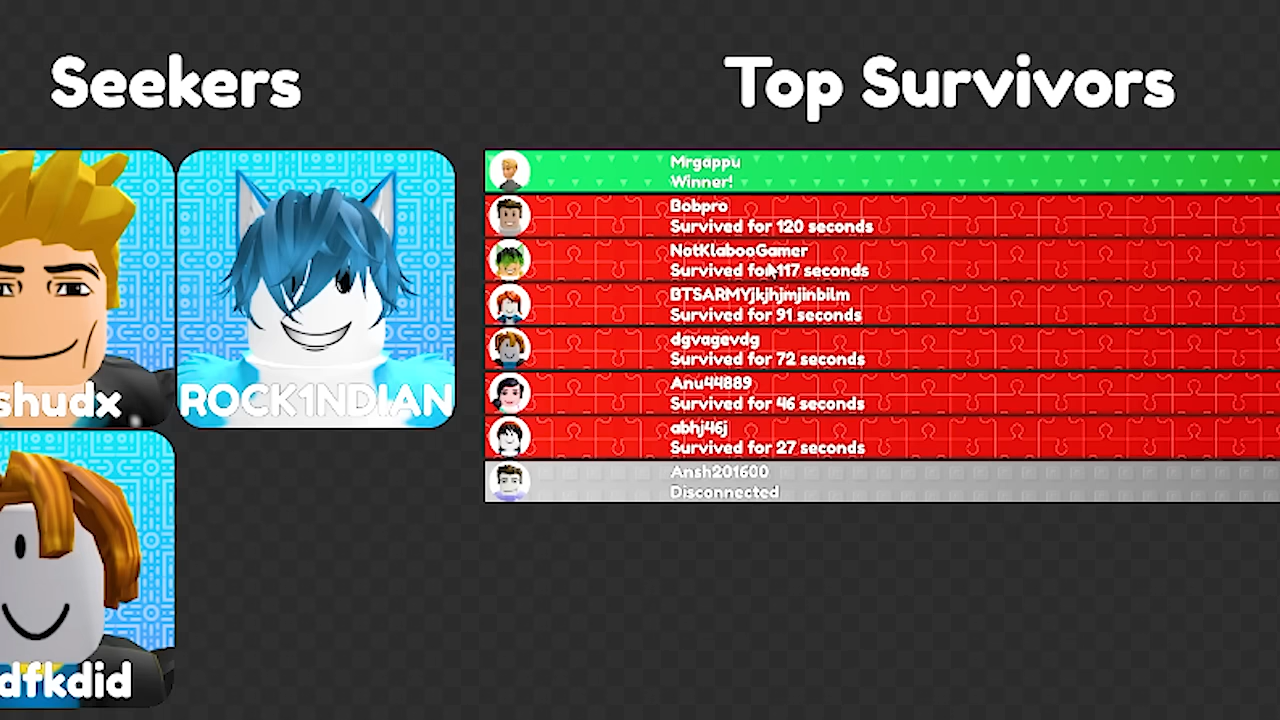 Seekers
shudx
ROCK1NDIAN
dfkdid
Top Survivors
Mrgappu
Winner!
Bobpro
Survived for 120 seconds
NotKlabooGamer
Survived for 117 seconds
BTSARMYjkjhjmjinbilm
Survived for 91 seconds
dgvagevdg
Survived for 72 seconds
Anu44889
Survived for 46 seconds
abhj46j
Survived for 27 seconds
Ansh201600
Disconnected